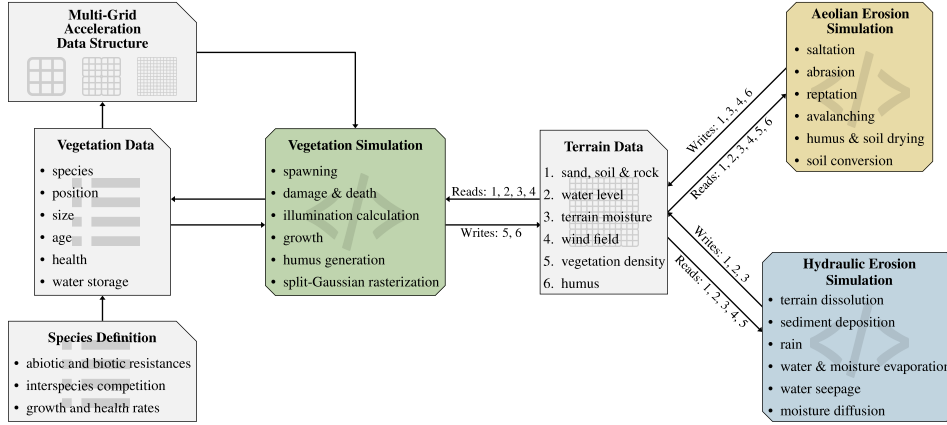 Multi-Grid
Acceleration
Data Structure
Vegetation Data
• species
• position
• size
• age
• health
• water storage
Species Definition
• abiotic and biotic resistances
• interspecies competition
• growth and health rates
Vegetation Simulation
• spawning
• damage & death
• illumination calculation
• growth
• humus generation
• split-Gaussian rasterization
Reads: 1, 2, 3, 4
Writes: 5, 6
Terrain Data
1. sand, soil & rock
2. water level
3. terrain moisture
4. wind field
5. vegetation density
6. humus
Writes: 1, 3, 4, 6
Reads: 1, 2, 3, 4, 5, 6
Writes: 1, 2, 3
Reads: 1, 2, 3, 4, 5
Aeolian Erosion
Simulation
• saltation
• abrasion
• reptation
• avalanching
• humus & soil drying
• soil conversion
Hydraulic Erosion
Simulation
• terrain dissolution
• sediment deposition
• rain
• water & moisture evaporation
• water seepage
• moisture diffusion